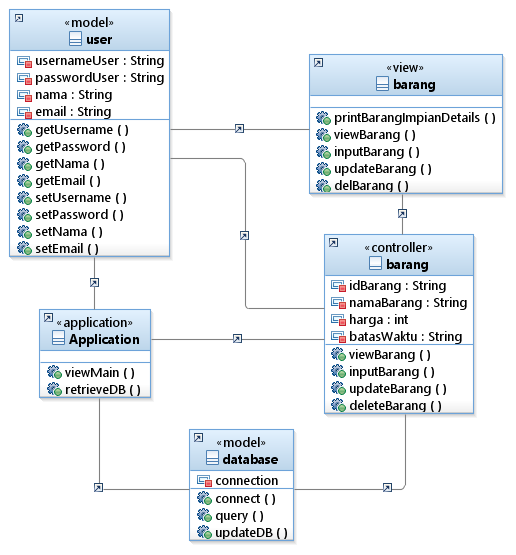 «model»
user
usernameUser : String
passwordUser : String
nama : String
email : String
getUsername ( )
getPassword ( )
getNama ( )
getEmail ( )
setUsername ( )
setPassword ( )
setNama ( )
setEmail ( )
«view»
barang
printBarangImpianDetails ( )
viewBarang ( )
inputBarang ( )
updateBarang ( )
delBarang ( )
«controller»
barang
idBarang : String
namaBarang : String
harga : int
batasWaktu : String
viewBarang ( )
inputBarang ( )
updateBarang ( )
deleteBarang ( )
«application»
Application
viewMain ( )
retrieveDB ( )
«model»
database
connection
connect ( )
query ( )
updateDB ( )